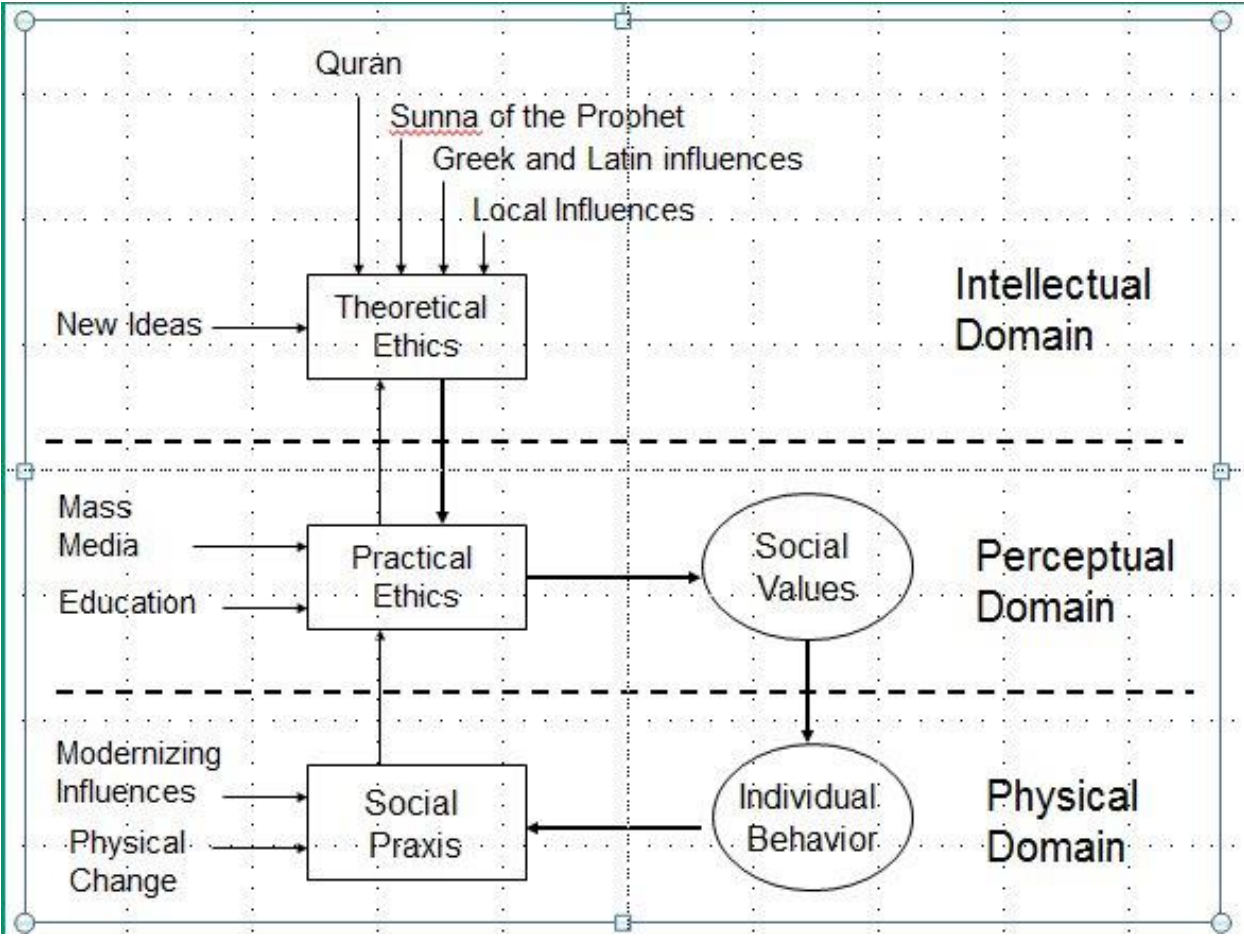 Quran
Sunna of the Prophet
Greek and Latin influences
Local Influences
New Ideas
Theoretical
Ethics
Intellectual
Domain
Mass
Media
Education
Practical
Ethics
Social
Values
Perceptual
Domain
Modernizing
Influences
Physical
Change
Social
Praxis
Individual
Behavior
Physical
Domain